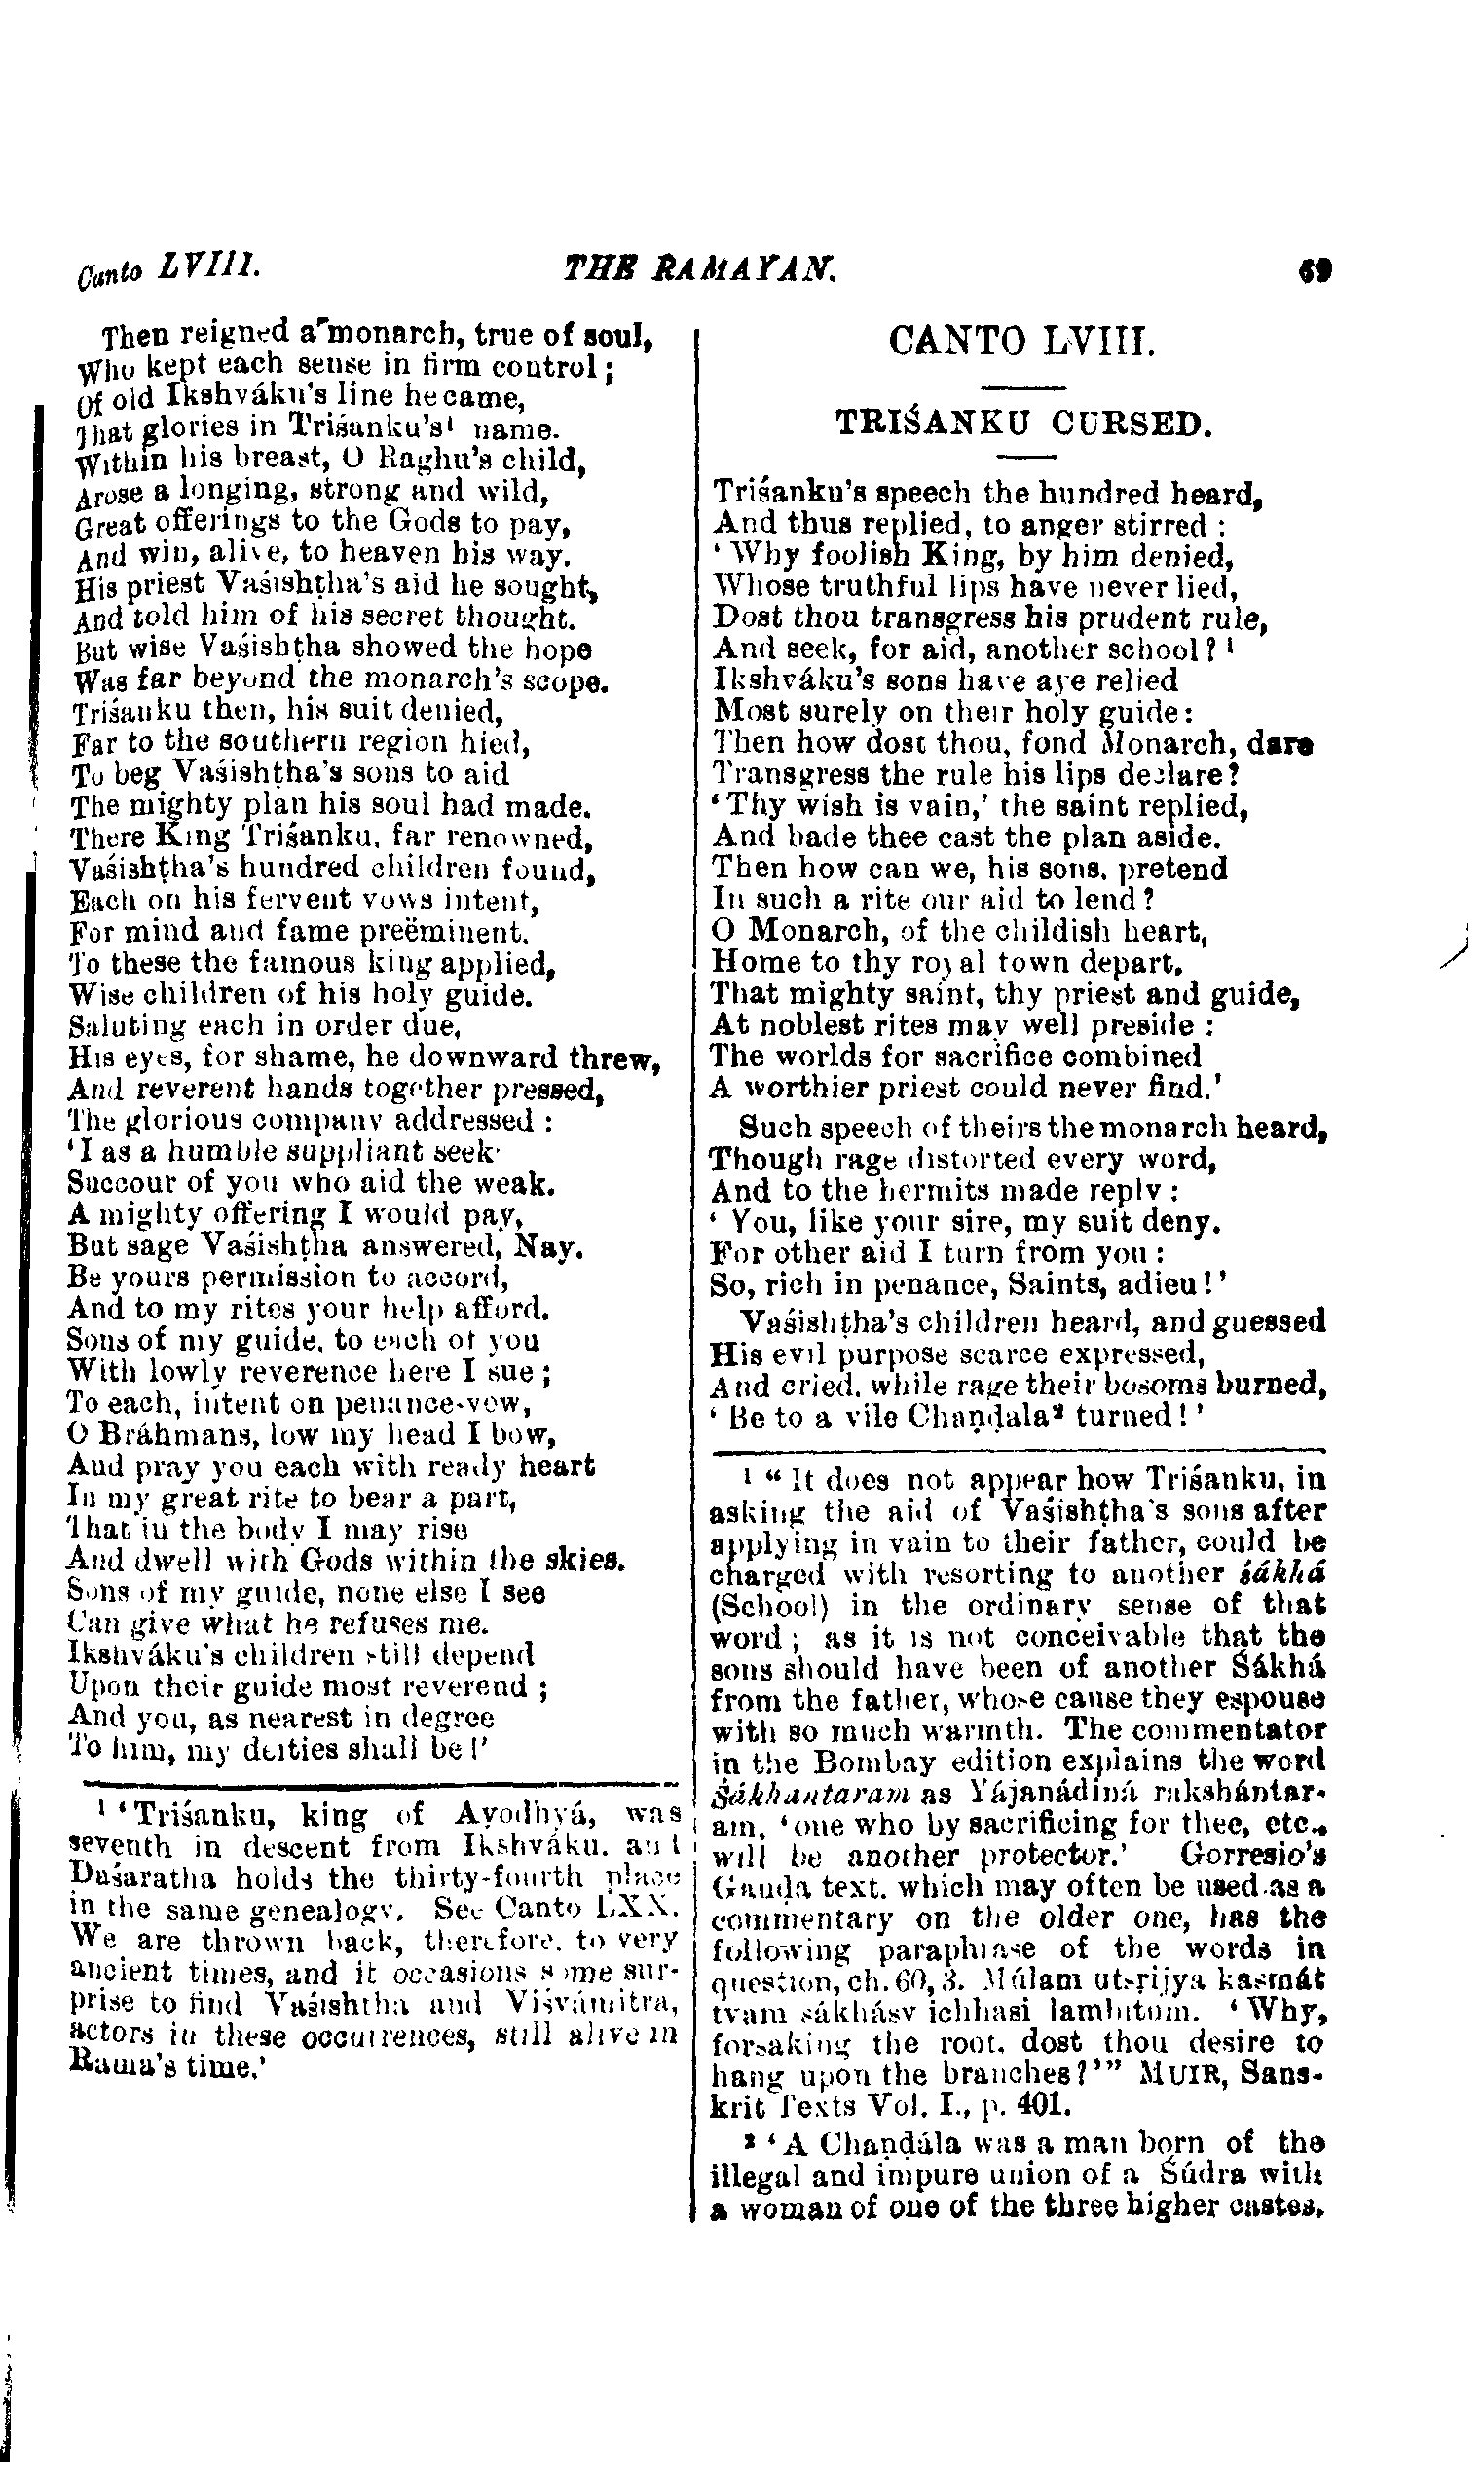 Canto LVIII.
THE RAMAYAN.
69
Then reigned a monarch, true of soul,
Who kept each sense in firm control;
Of old Ikshváku's line he came,
That glories in Triśanku's¹ name.
Within his breast, O Raghu's child,
Arose a longing, strong and wild,
Great offerings to the Gods to pay,
And win, alive, to heaven his way.
His priest Vaśishṭha's aid he sought,
And told him of his secret thought.
But wise Vaśishṭha showed the hope
Was far beyond the monarch's scope.
Triśanku then, his suit denied,
Far to the southern region hied,
To beg Vaśishṭha's sons to aid
The mighty plan his soul had made.
There King Triśanku, far renowned,
Vaśishṭha's hundred children found,
Each on his fervent vows intent,
For mind and fame preëminent.
To these the famous king applied,
Wise children of his holy guide.
Saluting each in order due,
His eyes, for shame, he downward threw,
And reverent hands together pressed,
The glorious company addressed:
'I as a humble suppliant seek
Succour of you who aid the weak.
A mighty offering I would pay,
But sage Vaśishṭha answered, Nay.
Be yours permission to accord,
And to my rites your help afford.
Sons of my guide, to each of you
With lowly reverence here I sue;
To each, intent on penance-vow,
O Bráhmans, low my head I bow,
And pray you each with ready heart
In my great rite to bear a part,
That in the body I may rise
And dwell with Gods within the skies.
Sons of my guide, none else I see
Can give what he refuses me.
Ikshváku's children still depend
Upon their guide most reverend;
And you, as nearest in degree
To him, my deities shall be!'
¹ 'Triśanku, king of Ayodhyá, was
seventh in descent from Ikshváku, and
Daśaratha holds the thirty-fourth place
in the same genealogy. See Canto LXX.
We are thrown back, therefore, to very
ancient times, and it occasions some sur-
prise to find Vaśishṭha and Viśvámitra,
actors in these occurrences, still alive in
Rama's time.'
CANTO LVIII.
TRIŚANKU CURSED.
Triśanku's speech the hundred heard,
And thus replied, to anger stirred:
'Why foolish King, by him denied,
Whose truthful lips have never lied,
Dost thou transgress his prudent rule,
And seek, for aid, another school?¹
Ikshváku's sons have aye relied
Most surely on their holy guide:
Then how dost thou, fond Monarch, dare
Transgress the rule his lips declare?
'Thy wish is vain,' the saint replied,
And bade thee cast the plan aside.
Then how can we, his sons, pretend
In such a rite our aid to lend?
O Monarch, of the childish heart,
Home to thy royal town depart.
That mighty saint, thy priest and guide,
At noblest rites may well preside:
The worlds for sacrifice combined
A worthier priest could never find.'
Such speech of theirs the monarch heard,
Though rage distorted every word,
And to the hermits made reply:
'You, like your sire, my suit deny.
For other aid I turn from you:
So, rich in penance, Saints, adieu!'
Vaśishṭha's children heard, and guessed
His evil purpose scarce expressed,
And cried, while rage their bosoms burned,
'Be to a vile Chaṇḍala² turned!'
¹ "It does not appear how Triśanku, in
asking the aid of Vaśishṭha's sons after
applying in vain to their father, could be
charged with resorting to another śákhá
(School) in the ordinary sense of that
word; as it is not conceivable that the
sons should have been of another Śákhá
from the father, whose cause they espouse
with so much warmth. The commentator
in the Bombay edition explains the word
Śákhantaram as Yájanádiná rakshántar-
am, 'one who by sacrificing for thee, etc.,
will be another protector.' Gorresio's
Gauḍa text, which may often be used as a
commentary on the older one, has the
following paraphrase of the words in
question, ch. 60, 3. Múlam utsṛijya kasmát
tvam sákhásv ichhasi lambitum. 'Why,
forsaking the root, dost thou desire to
hang upon the branches?'" MUIR, Sans-
krit Texts Vol. I., p. 401.
² 'A Chaṇḍála was a man born of the
illegal and impure union of a Śúdra with
a woman of one of the three higher castes.